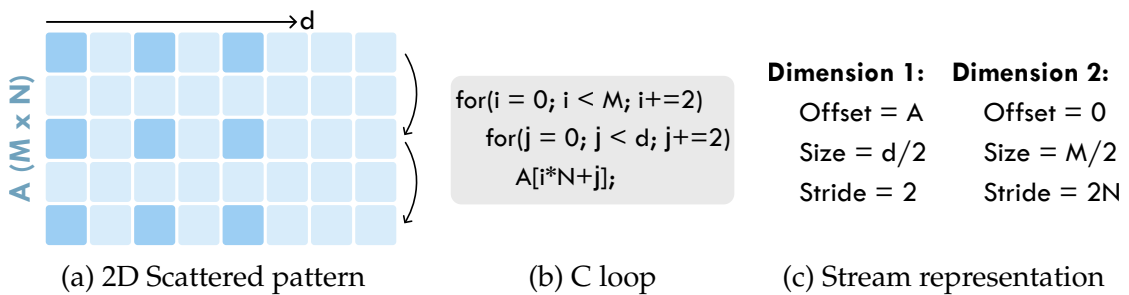 d
A (M x N)
for(i = 0; i < M; i+=2)
for(j = 0; j < d; j+=2)
A[i*N+j];
Dimension 1:
Offset = A
Size = d/2
Stride = 2
Dimension 2:
Offset = 0
Size = M/2
Stride = 2N
(a) 2D Scattered pattern
(b) C loop
(c) Stream representation